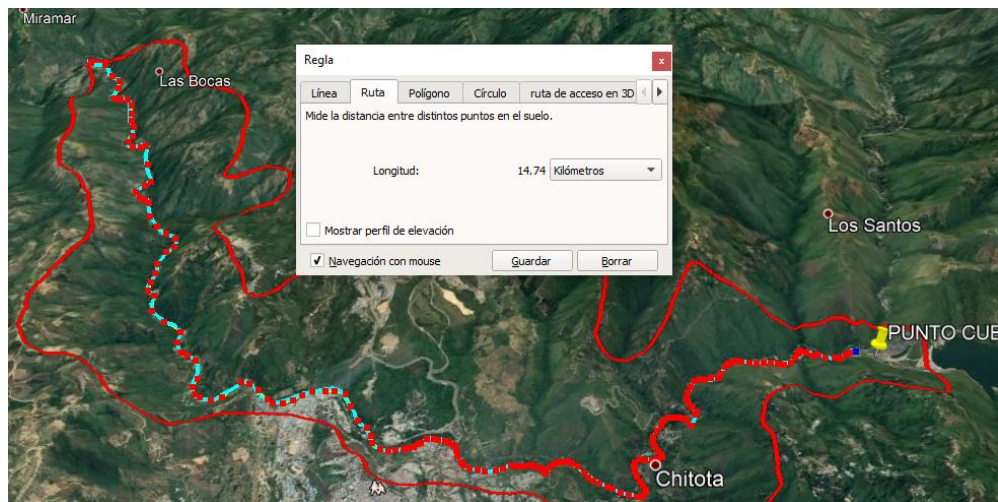 Miramar
Las Bocas
Regla
x
Línea Ruta Polígono Círculo ruta de acceso en 3D
Mide la distancia entre distintos puntos en el suelo.
Longitud: 14.74 Kilómetros
Mostrar perfil de elevación
Navegación con mouse Guardar Borrar
Los Santos
PUNTO CUE
Chitota